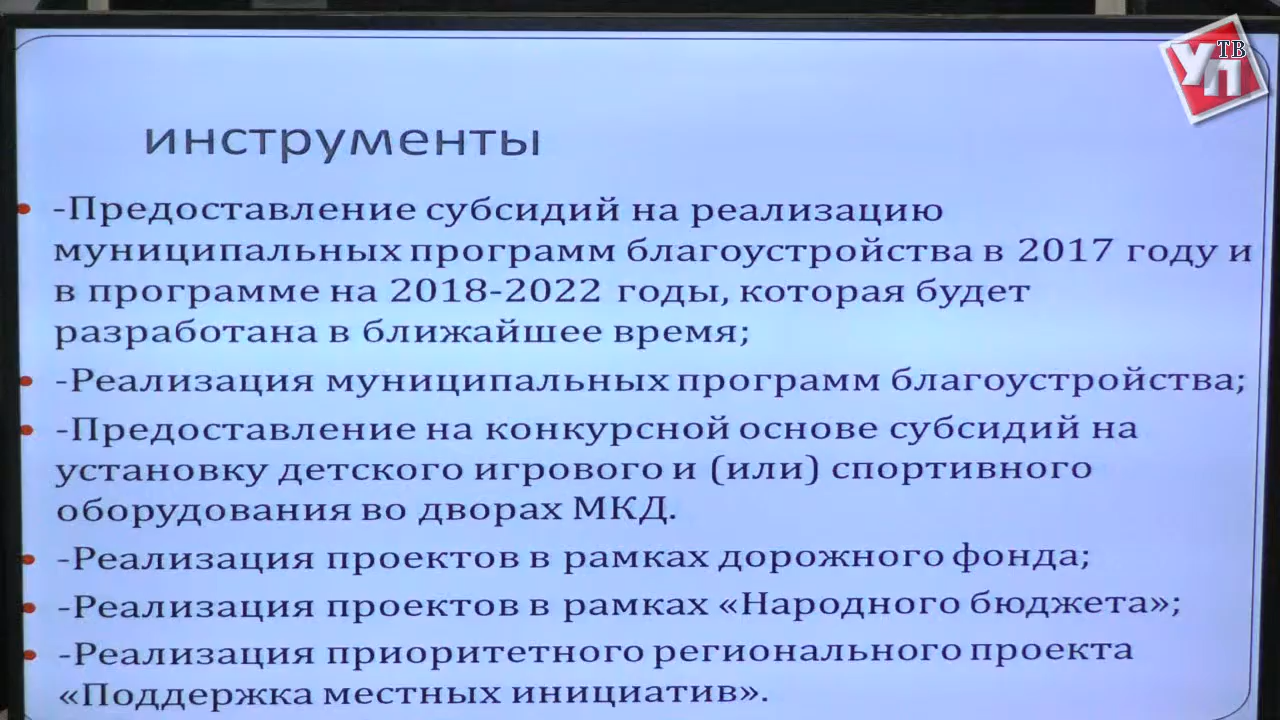 УП ТВ
инструменты
-Предоставление субсидий на реализацию
муниципальных программ благоустройства в 2017 году и
в программе на 2018-2022 годы, которая будет
разработана в ближайшее время;
-Реализация муниципальных программ благоустройства;
-Предоставление на конкурсной основе субсидий на
установку детского игрового и (или) спортивного
оборудования во дворах МКД.
-Реализация проектов в рамках дорожного фонда;
-Реализация проектов в рамках «Народного бюджета»;
-Реализация приоритетного регионального проекта
«Поддержка местных инициатив».